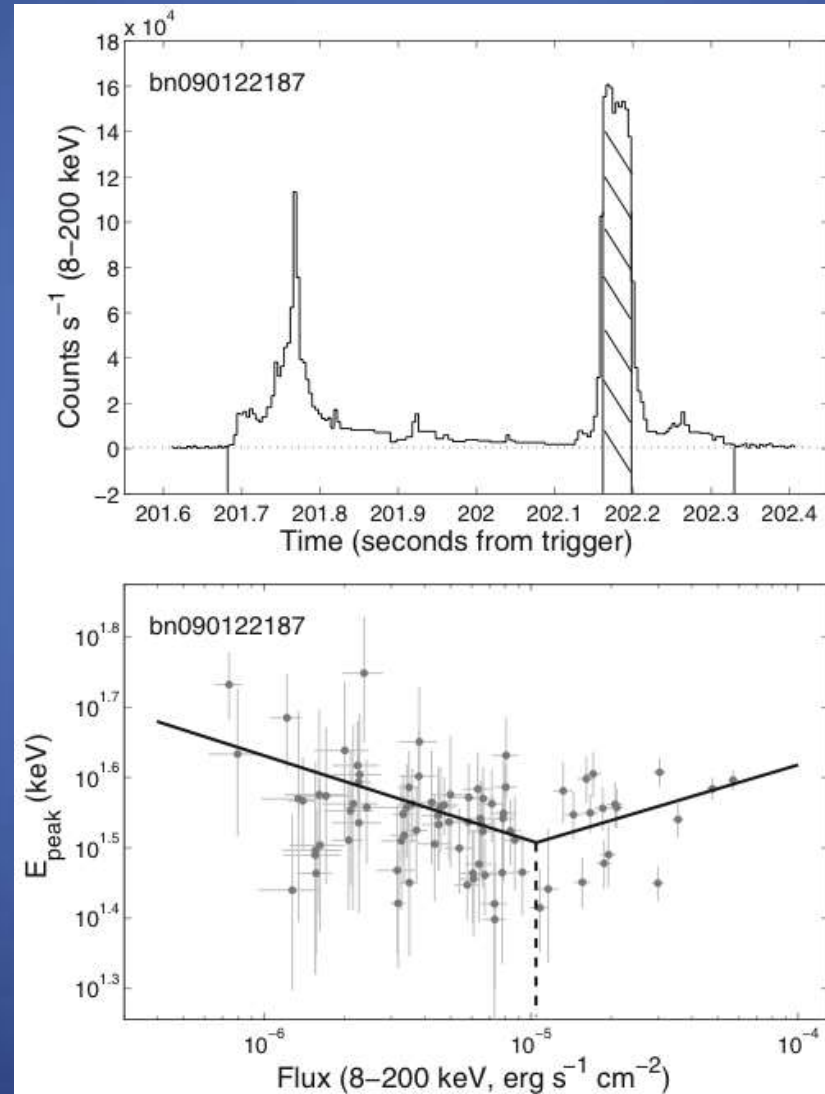 x 10⁴
18
16
14
12
10
8
6
4
2
0
−2
Counts s⁻¹ (8−200 keV)
bn090122187
201.6 201.7 201.8 201.9 202 202.1 202.2 202.3 202.4
Time (seconds from trigger)
bn090122187
10^1.8
10^1.7
10^1.6
10^1.5
10^1.4
10^1.3
E_peak (keV)
10⁻⁶ 10⁻⁵ 10⁻⁴
Flux (8−200 keV, erg s⁻¹ cm⁻²)